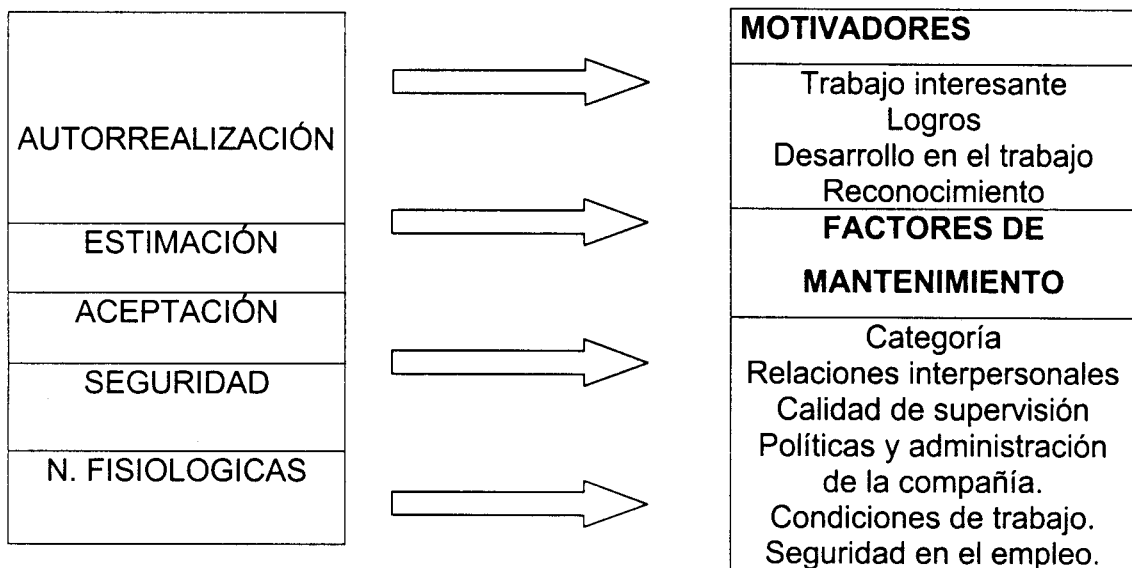 AUTORREALIZACIÓN
ESTIMACIÓN
ACEPTACIÓN
SEGURIDAD
N. FISIOLOGICAS
MOTIVADORES
Trabajo interesante
Logros
Desarrollo en el trabajo
Reconocimiento
FACTORES DE
MANTENIMIENTO
Categoría
Relaciones interpersonales
Calidad de supervisión
Políticas y administración
de la compañía.
Condiciones de trabajo.
Seguridad en el empleo.